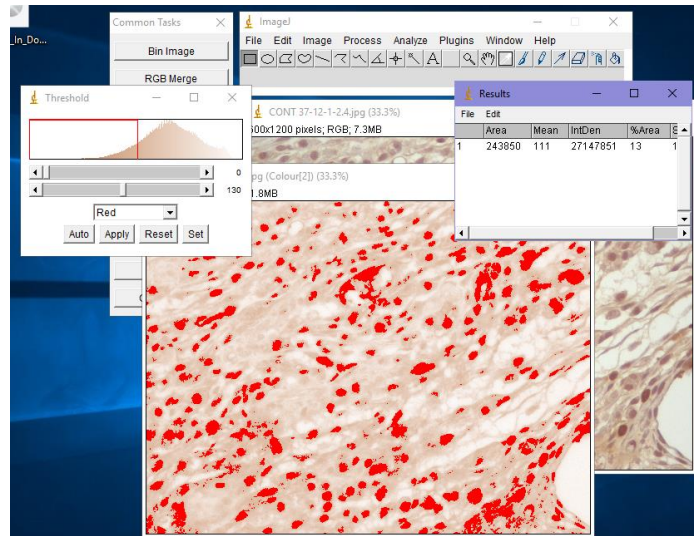 _In_Do...
Common Tasks
Bin Image
RGB Merge
ImageJ
File Edit Image Process Analyze Plugins Window Help
A
Threshold
0
130
Red
Auto Apply Reset Set
CONT 37-12-1-2.4.jpg (33.3%)
600x1200 pixels; RGB; 7.3MB
pg (Colour[2]) (33.3%)
1.8MB
Results
File Edit
Area Mean IntDen %Area
1 243850 111 27147851 13 1